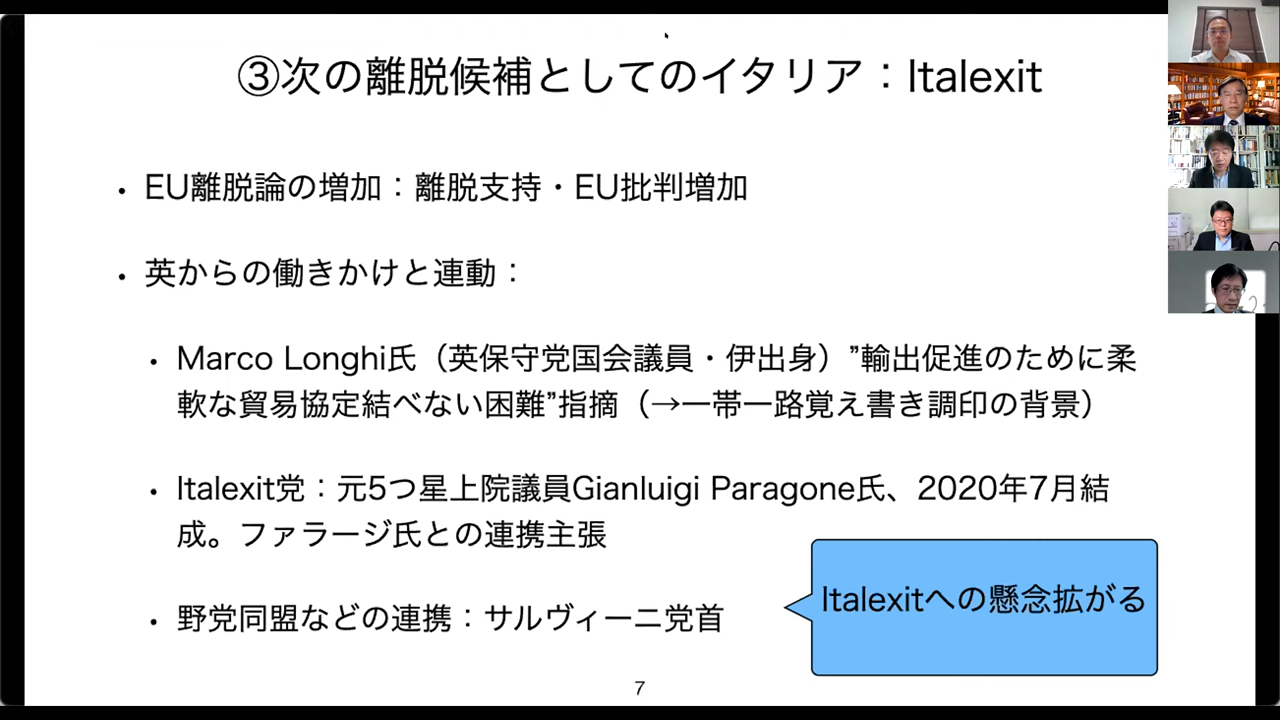 ③次の離脱候補としてのイタリア：Italexit
• EU離脱論の増加：離脱支持・EU批判増加
• 英からの働きかけと連動：
• Marco Longhi氏（英保守党国会議員・伊出身）”輸出促進のために柔
軟な貿易協定結べない困難”指摘（→一帯一路覚え書き調印の背景）
• Italexit党：元5つ星上院議員Gianluigi Paragone氏、2020年7月結
成。ファラージ氏との連携主張
• 野党同盟などの連携：サルヴィーニ党首
Italexitへの懸念拡がる
7